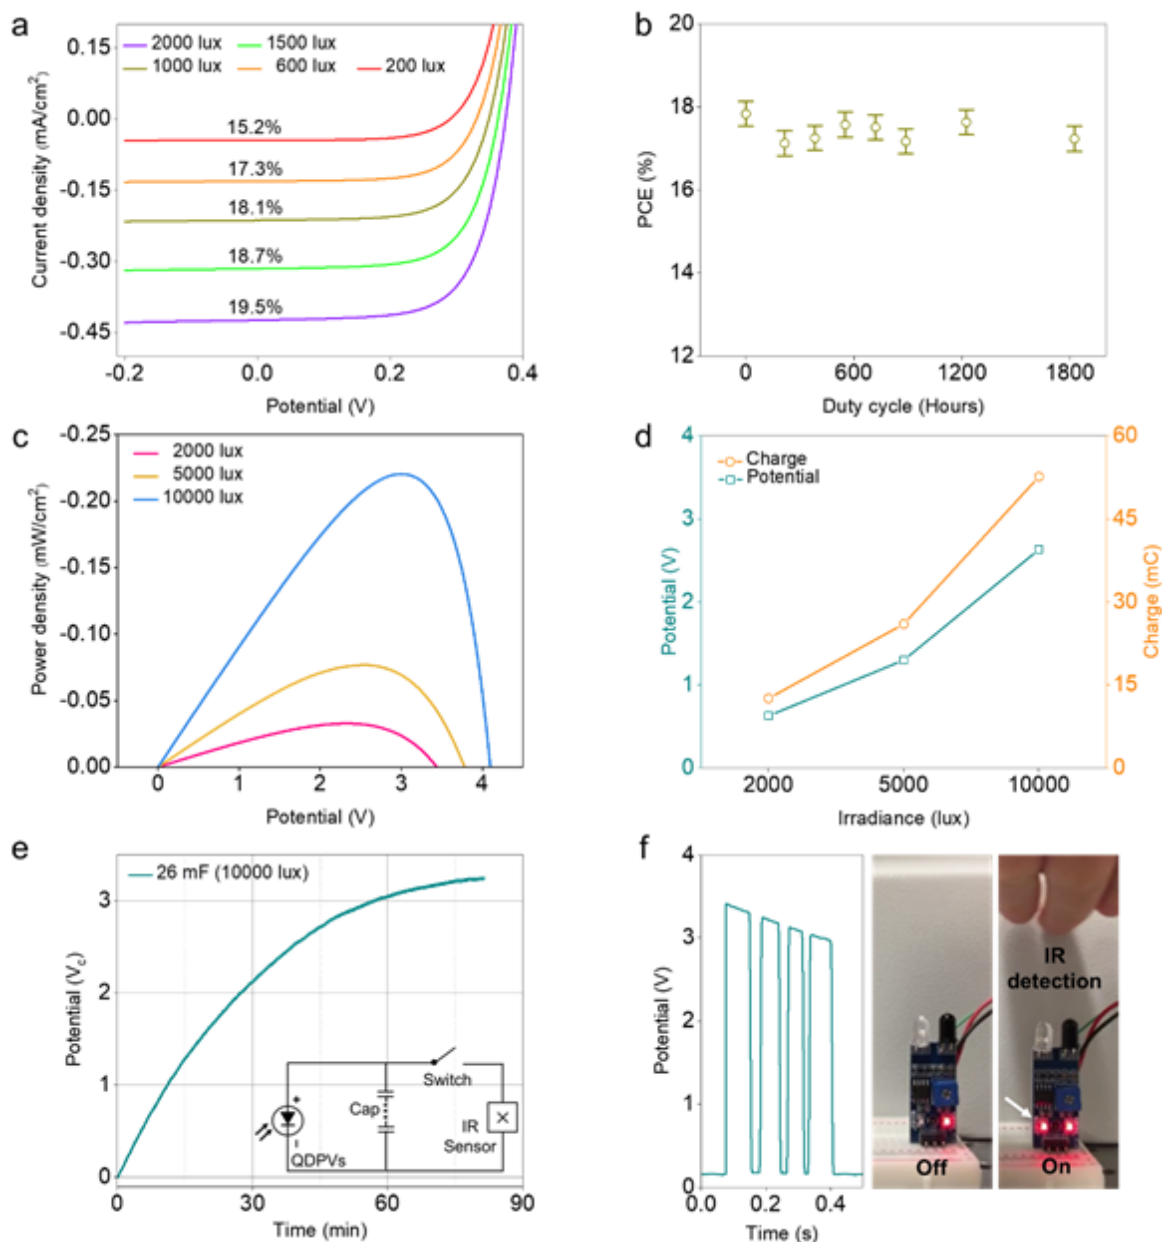 a
2000 lux 1500 lux
1000 lux 600 lux 200 lux
0.15
0.00
-0.15
-0.30
-0.45
Current density (mA/cm²)
15.2%
17.3%
18.1%
18.7%
19.5%
-0.2 0.0 0.2 0.4
Potential (V)
b
20
18
16
14
12
PCE (%)
0 600 1200 1800
Duty cycle (Hours)
c
-0.25
-0.20
-0.15
-0.10
-0.05
0.00
Power density (mW/cm²)
2000 lux
5000 lux
10000 lux
0 1 2 3 4
Potential (V)
d
4
3
2
1
0
Potential (V)
Charge
Potential
60
45
30
15
0
Charge (mC)
2000 5000 10000
Irradiance (lux)
e
26 mF (10000 lux)
3
2
1
0
Potential (Vc)
Switch
Cap
+
IR
Sensor
QDPVs
0 30 60 90
Time (min)
f
4
3
2
1
0
Potential (V)
0.0 0.2 0.4
Time (s)
Off
IR
detection
On